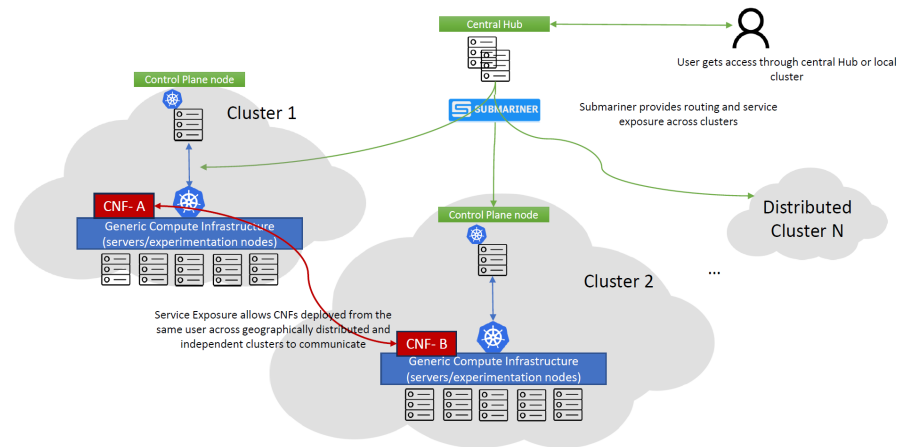 Central Hub
User gets access through central Hub or local
cluster
Control Plane node
Cluster 1
SUBMARINER
Submariner provides routing and service
exposure across clusters
CNF- A
Generic Compute Infrastructure
(servers/experimentation nodes)
Control Plane node
Distributed
Cluster N
Cluster 2
...
Service Exposure allows CNFs deployed from the
same user across geographically distributed and
independent clusters to communicate
CNF- B
Generic Compute Infrastructure
(servers/experimentation nodes)